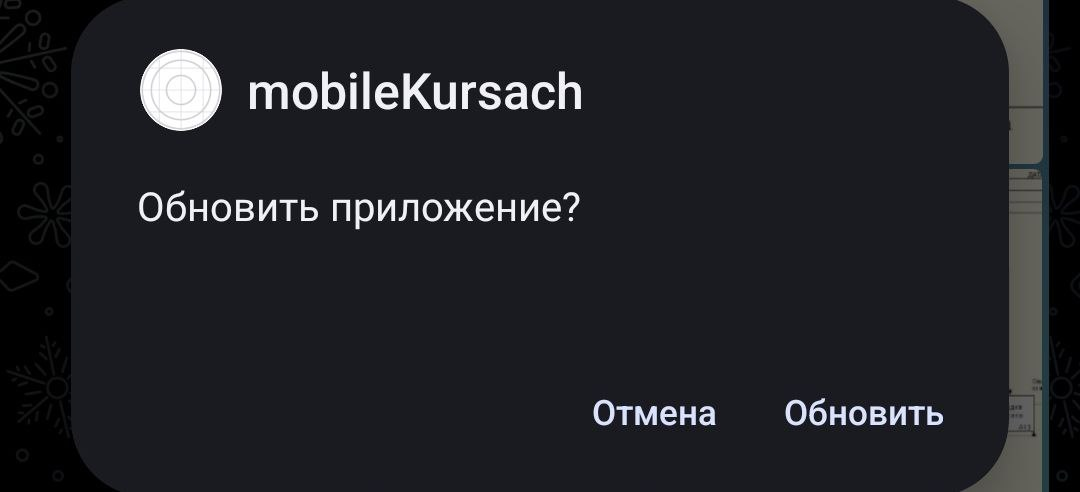 mobileKursach
Обновить приложение?
Отмена
Обновить